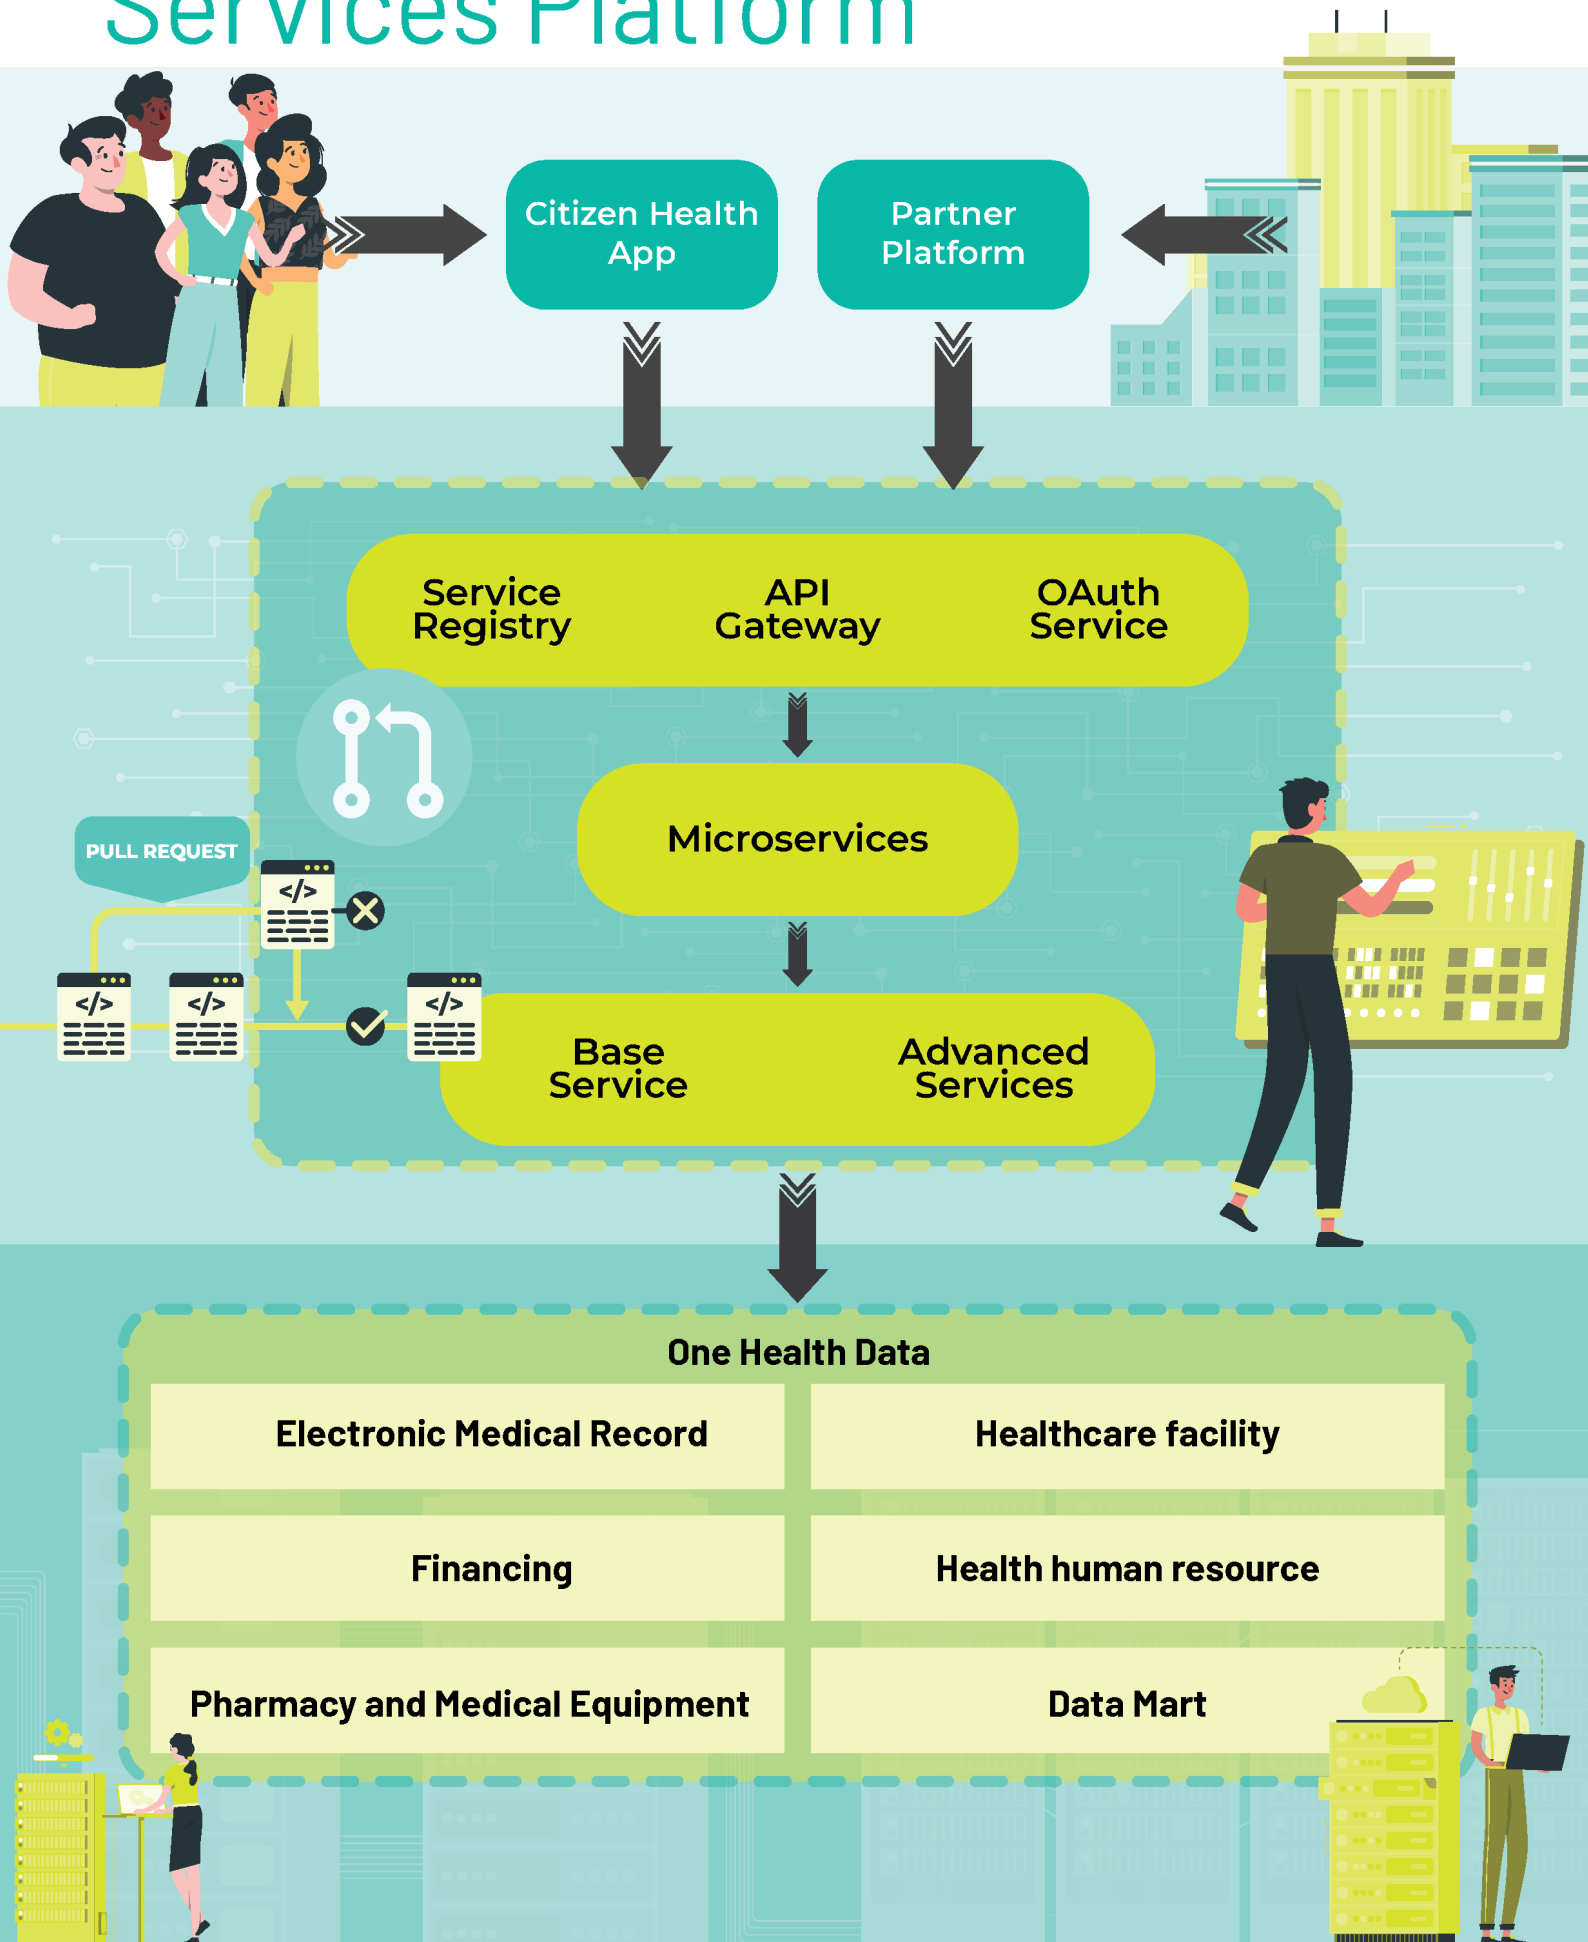 Services Platform
Citizen Health
App
Partner
Platform
Service
Registry
API
Gateway
OAuth
Service
Microservices
PULL REQUEST
</>
</>
</>
</>
Base
Service
Advanced
Services
One Health Data
Electronic Medical Record
Healthcare facility
Financing
Health human resource
Pharmacy and Medical Equipment
Data Mart